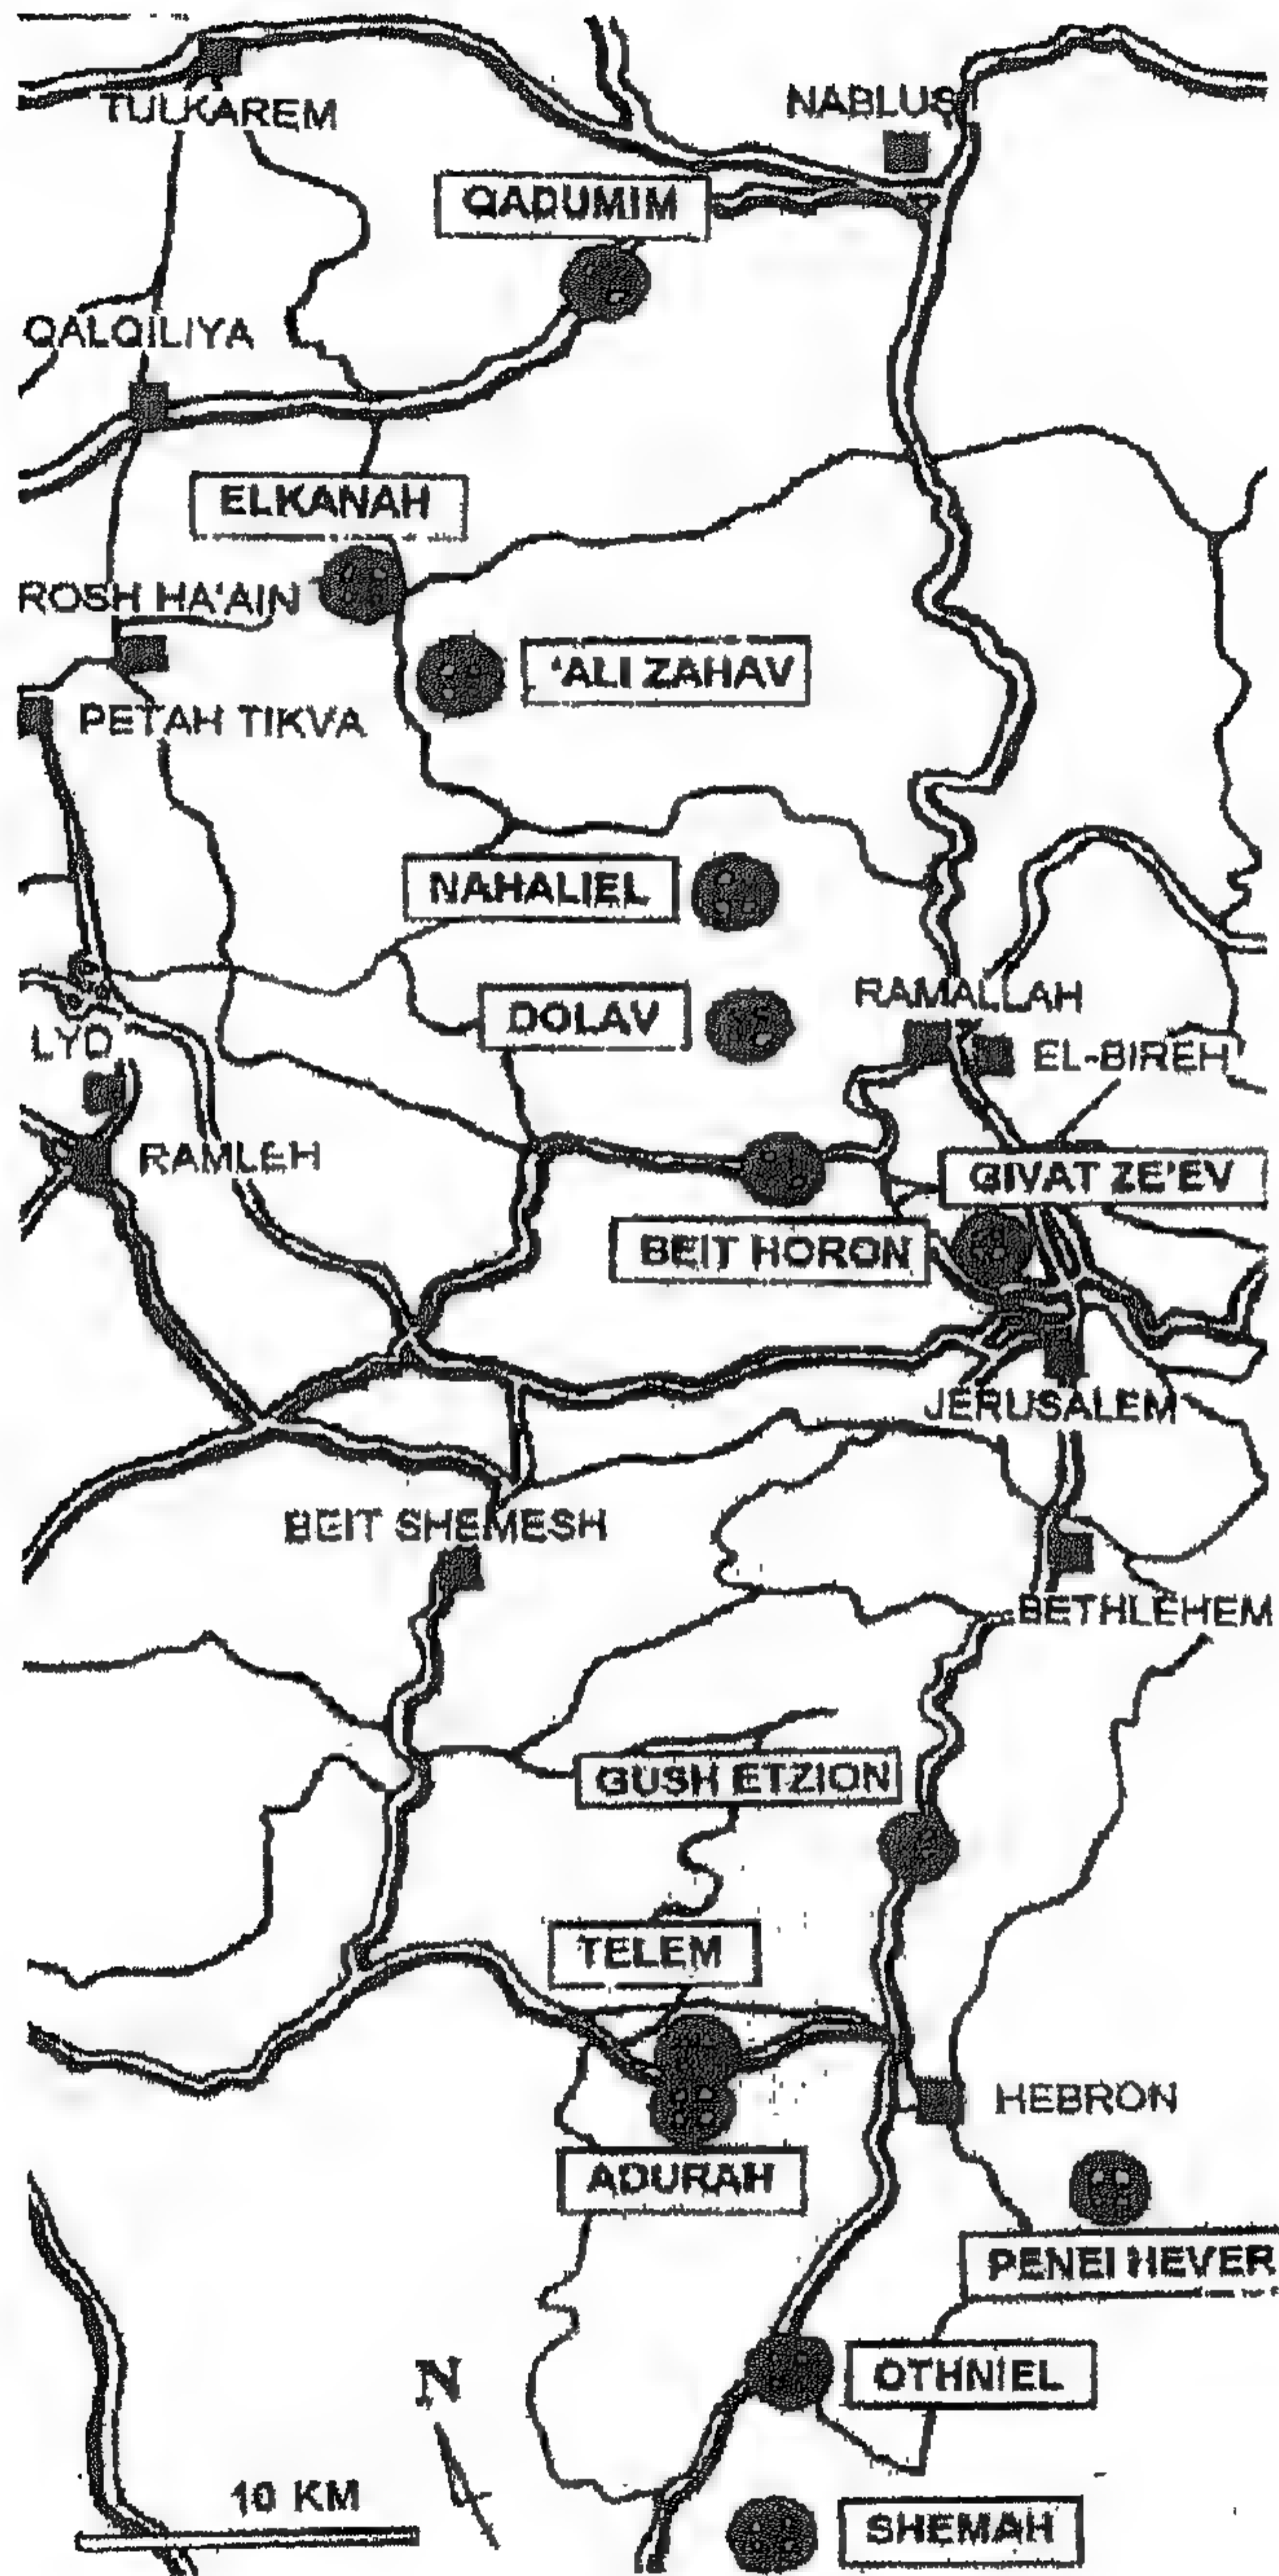 TULKAREM
NABLUS
QADUMIM
QALQILIYA
ELKANAH
ROSH HA'AIN
'ALI ZAHAV
PETAH TIKVA
NAHALIEL
RAMALLAH
DOLAV
LYD
EL-BIREH
RAMLEH
GIVAT ZE'EV
BEIT HORON
JERUSALEM
BEIT SHEMESH
BETHLEHEM
GUSH ETZION
TELEM
HEBRON
ADURAH
PENEI HEVER
OTHNIEL
N
10 KM
SHEMAH